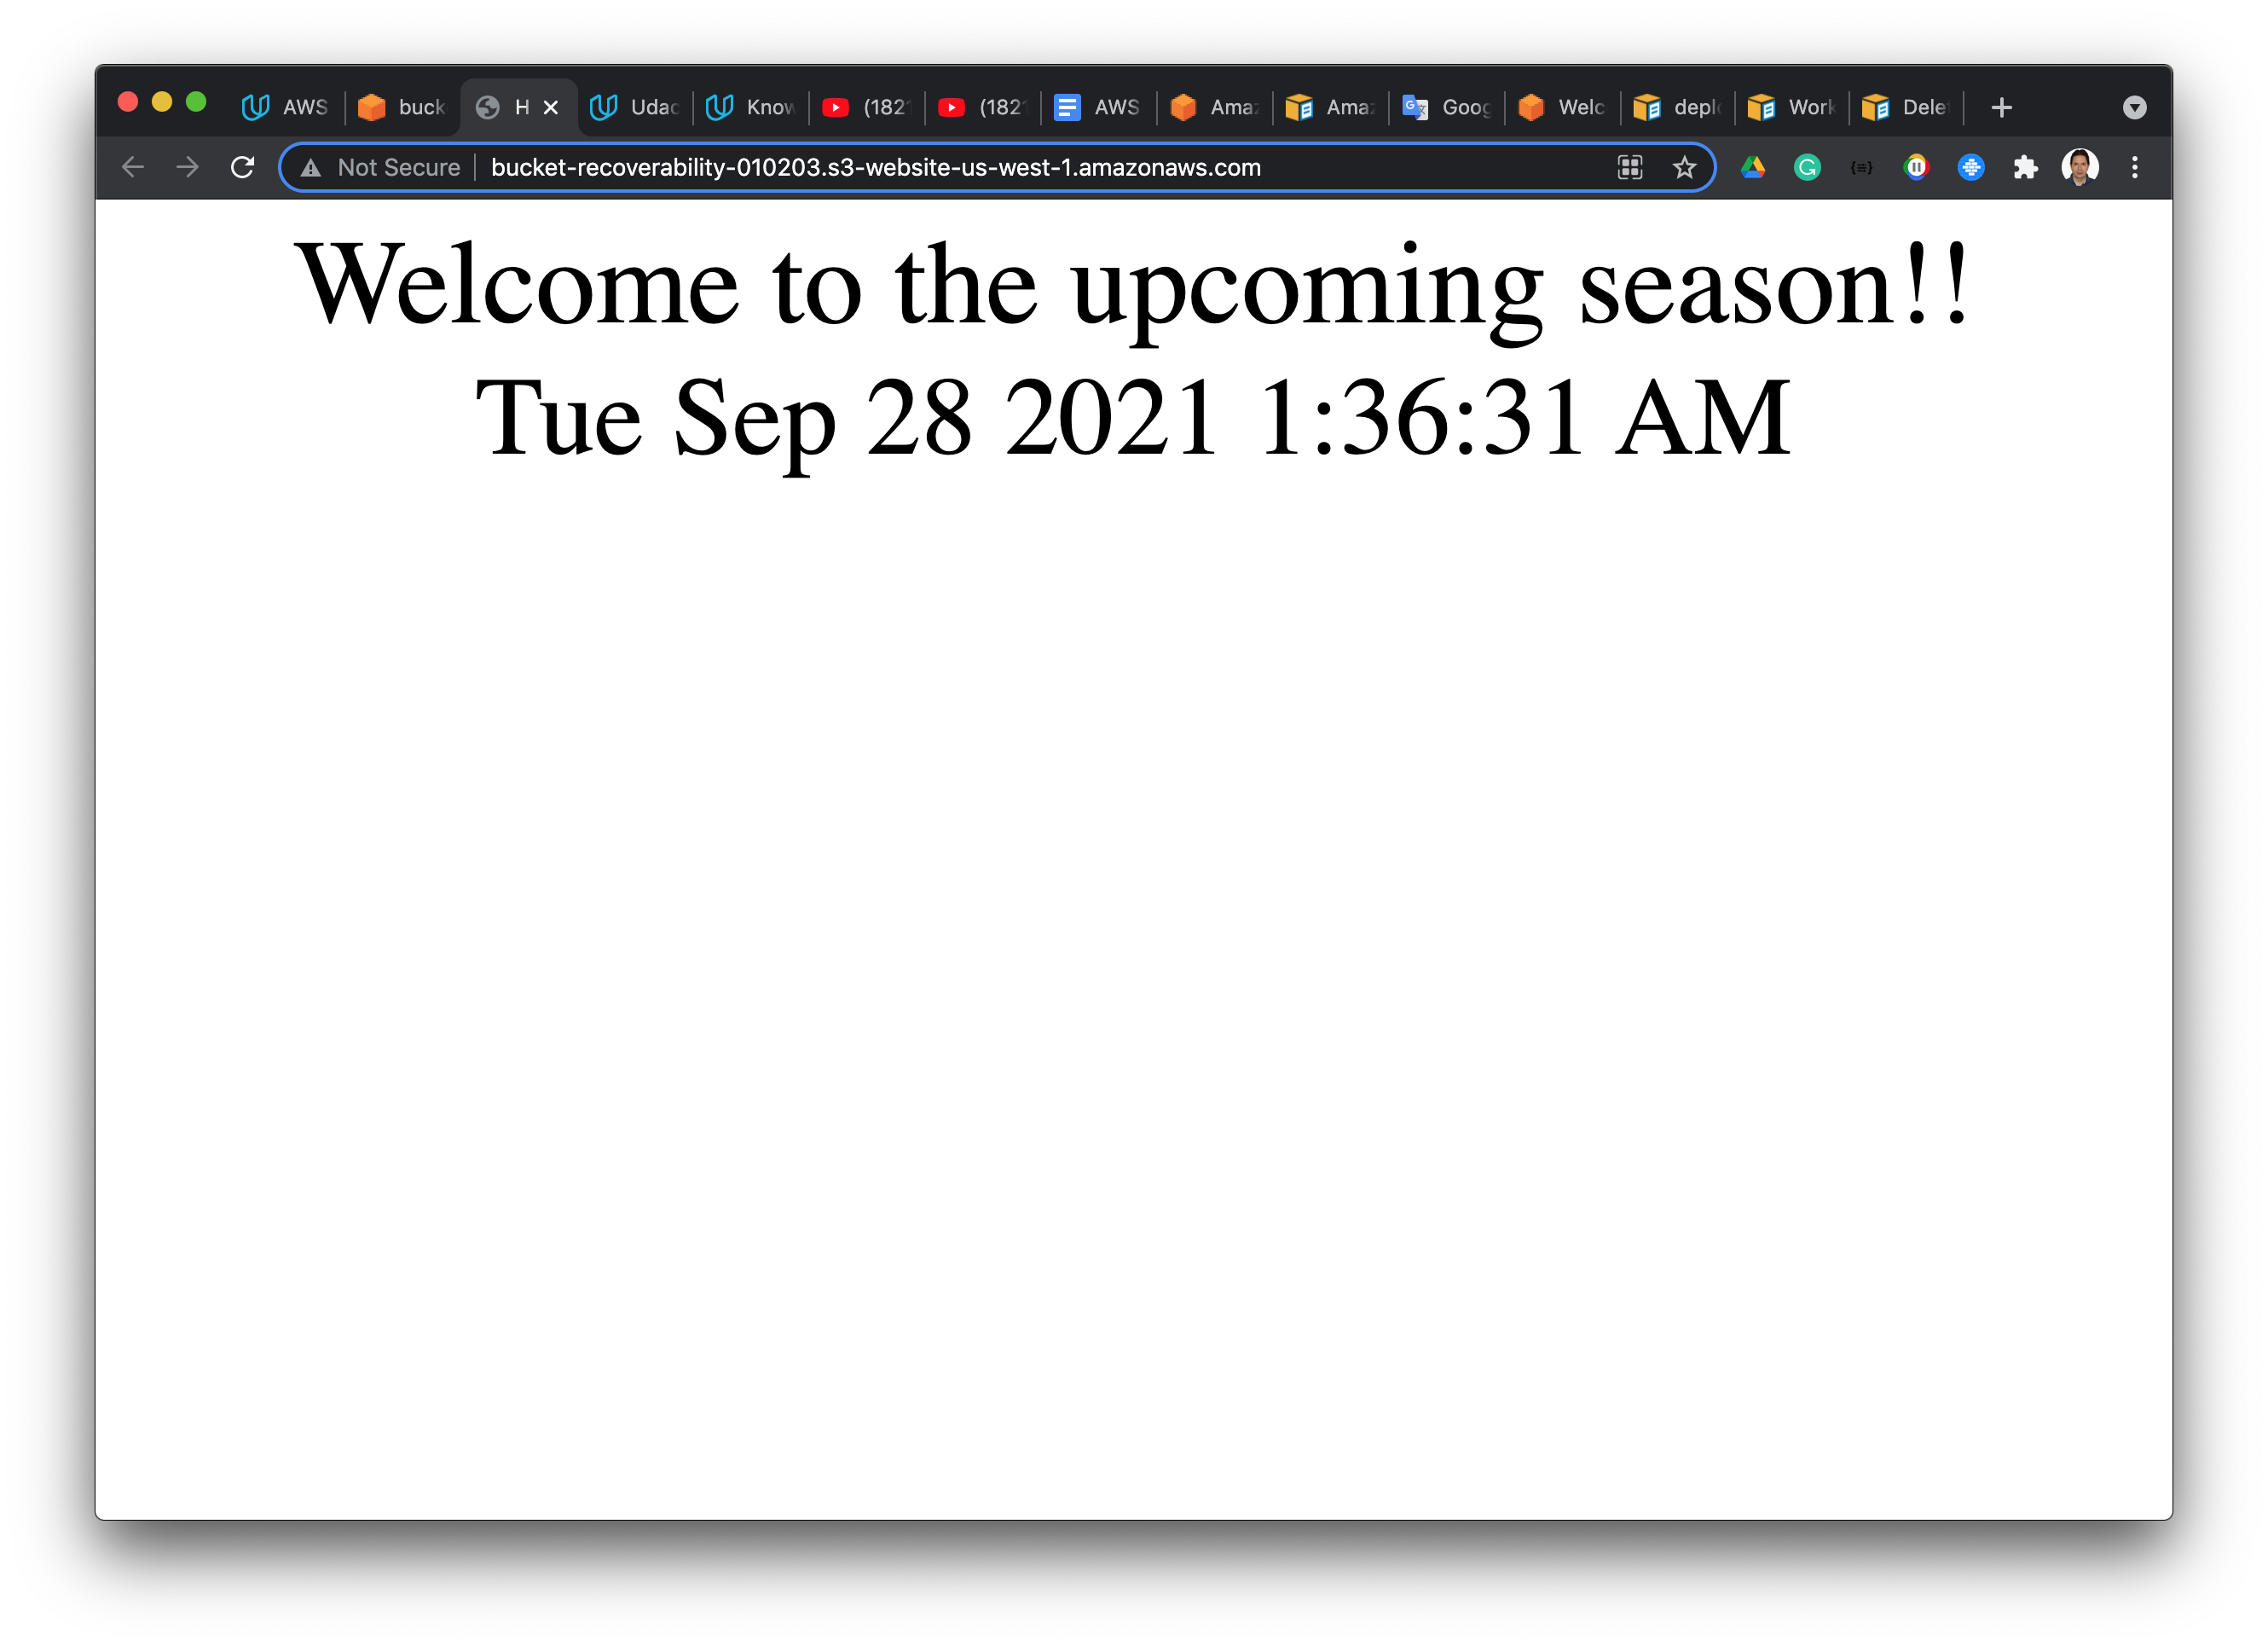 AWS buck H Udac Know (182 (182 AWS Ama Ama Goog Welc depl Work Dele
Not Secure bucket-recoverability-010203.s3-website-us-west-1.amazonaws.com
Welcome to the upcoming season!!
Tue Sep 28 2021 1:36:31 AM